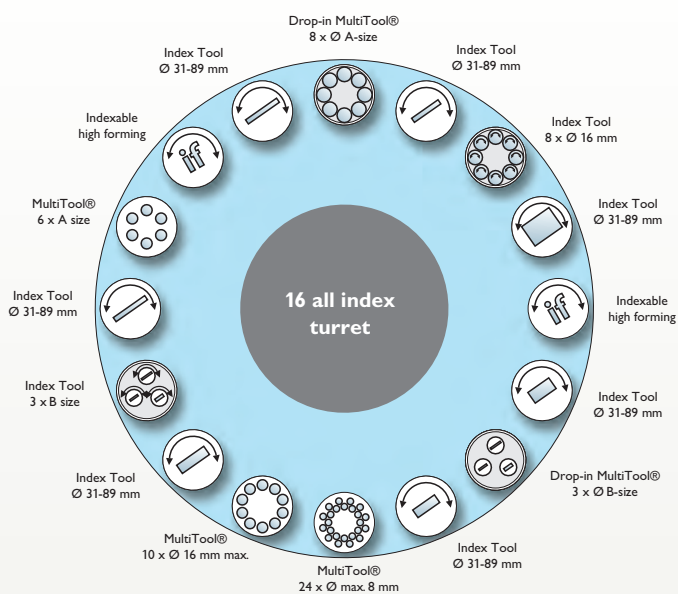 Drop-in MultiTool®
8 x Ø A-size
Index Tool
Ø 31-89 mm
Index Tool
Ø 31-89 mm
Indexable
high forming
Index Tool
8 x Ø 16 mm
MultiTool®
6 x A size
Index Tool
Ø 31-89 mm
Index Tool
Ø 31-89 mm
16 all index
turret
Indexable
high forming
Index Tool
3 x B size
Index Tool
Ø 31-89 mm
Index Tool
Ø 31-89 mm
Drop-in MultiTool®
3 x Ø B-size
MultiTool®
10 x Ø 16 mm max.
Index Tool
Ø 31-89 mm
MultiTool®
24 x Ø max. 8 mm
if
if